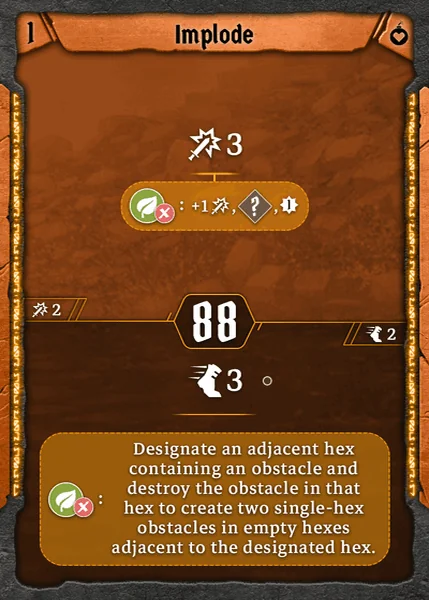 1 Implode
3
: +1 , ? , 1
2
88
2
3
Designate an adjacent hex
containing an obstacle and
destroy the obstacle in that
: hex to create two single-hex
obstacles in empty hexes
adjacent to the designated hex.